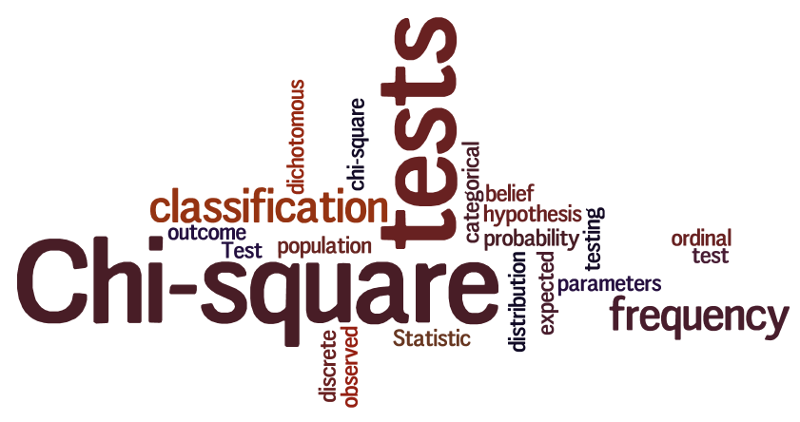 tests
dichotomous
chi-square
categorical
classification
belief
hypothesis
outcome
Test
population
probability
testing
ordinal
test
Chi-square
distribution
expected
parameters
frequency
discrete
observed
Statistic